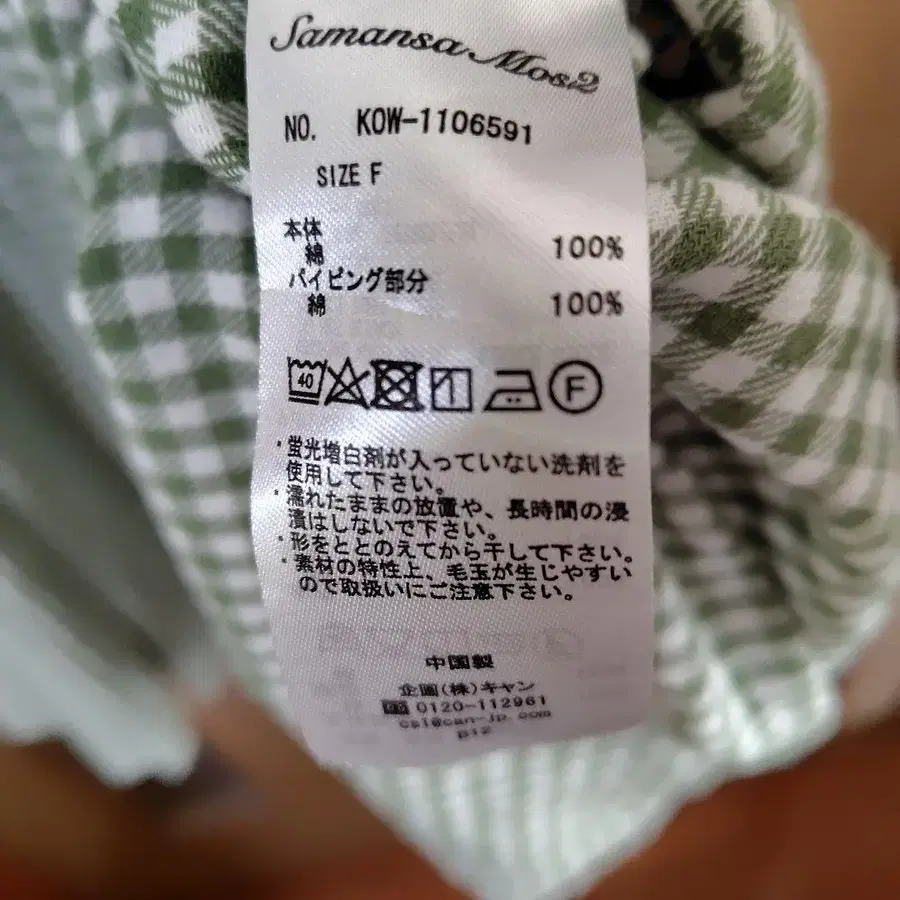 Samansa Mos2
NO. KOW-1106591
SIZE F
本体
綿 100%
パイピング部分
綿 100%
40 F
・蛍光増白剤が入っていない洗剤を
使用して下さい。
・濡れたままの放置や、長時間の浸
漬はしないで下さい。
・形をととのえてから干して下さい。
・素材の特性上、毛玉が生じやすい
ので取扱いにご注意下さい。
中国製
企画(株)キャン
0120-112961
csl@can-jp.com
B12